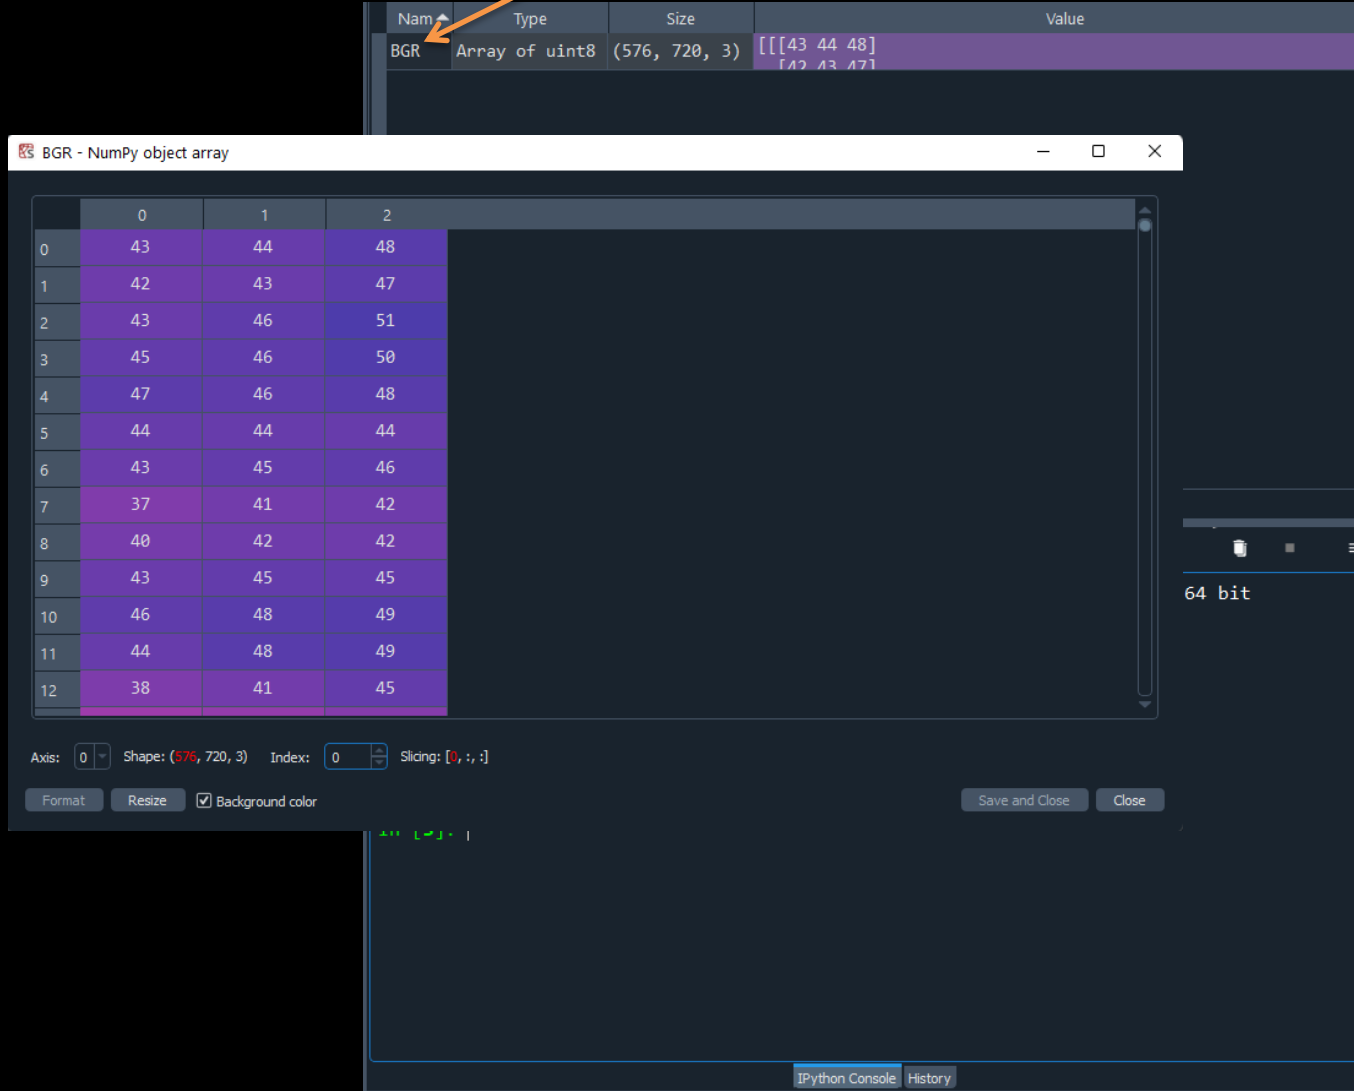 Nam Type Size Value
BGR Array of uint8 (576, 720, 3) [[[43 44 48]
[42 43 47]
BGR - NumPy object array
0 1 2
0 43 44 48
1 42 43 47
2 43 46 51
3 45 46 50
4 47 46 48
5 44 44 44
6 43 45 46
7 37 41 42
8 40 42 42
9 43 45 45
10 46 48 49
11 44 48 49
12 38 41 45
64 bit
Axis: 0 Shape: (576, 720, 3) Index: 0 Slicing: [0, :, :]
Format Resize Background color Save and Close Close
In [3]:
IPython Console History